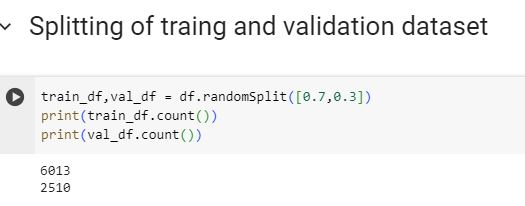 Splitting of traing and validation dataset
train_df,val_df = df.randomSplit([0.7,0.3])
print(train_df.count())
print(val_df.count())
6013
2510